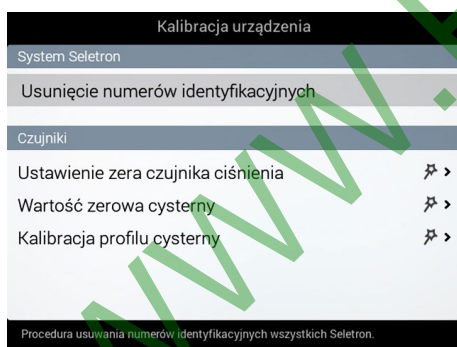 Kalibracja urządzenia
System Seletron
Usunięcie numerów identyfikacyjnych
Czujniki
Ustawienie zera czujnika ciśnienia
Wartość zerowa cysterny
Kalibracja profilu cysterny
Procedura usuwania numerów identyfikacyjnych wszystkich Seletron.